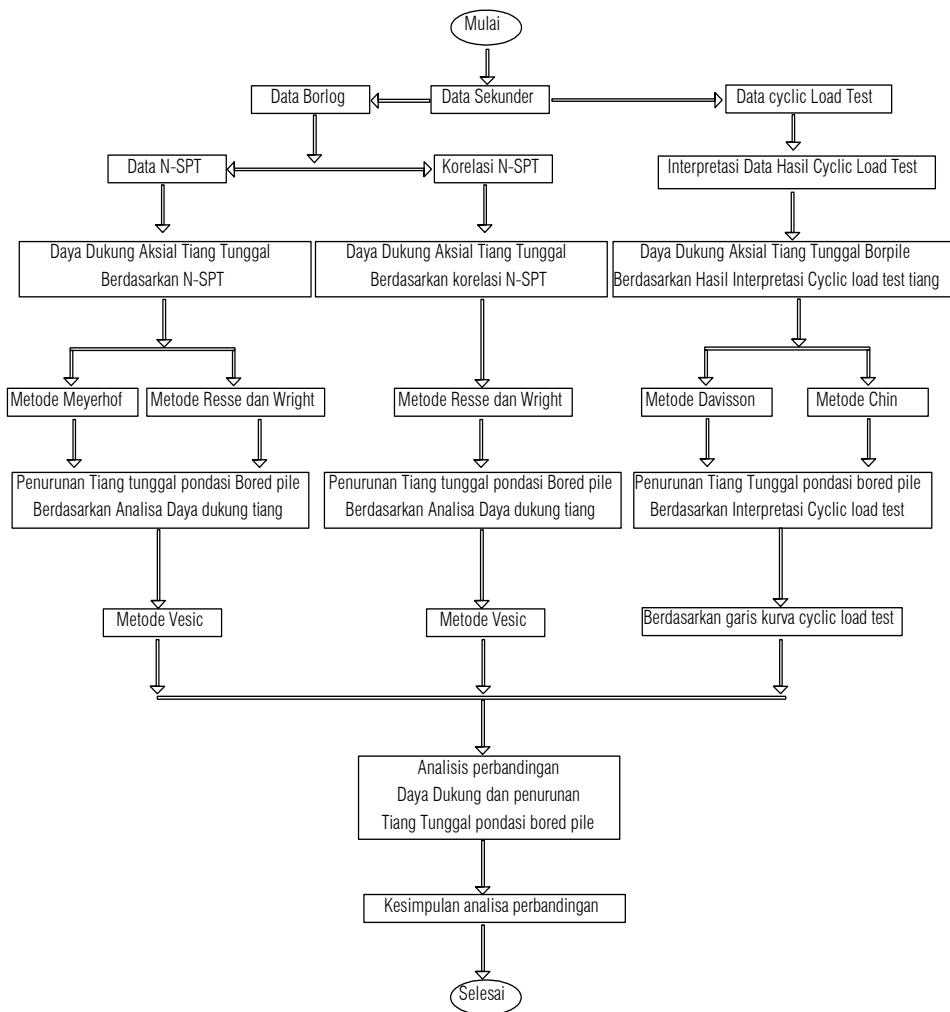 Mulai
Data Borlog
Data Sekunder
Data cyclic Load Test
Data N-SPT
Korelasi N-SPT
Interpretasi Data Hasil Cyclic Load Test
Daya Dukung Aksial Tiang Tunggal
Berdasarkan N-SPT
Daya Dukung Aksial Tiang Tunggal
Berdasarkan korelasi N-SPT
Daya Dukung Aksial Tiang Tunggal Borpile
Berdasarkan Hasil Interpretasi Cyclic load test tiang
Metode Meyerhof
Metode Resse dan Wright
Metode Resse dan Wright
Metode Davisson
Metode Chin
Penurunan Tiang tunggal pondasi Bored pile
Berdasarkan Analisa Daya dukung tiang
Penurunan Tiang tunggal pondasi Bored pile
Berdasarkan Analisa Daya dukung tiang
Penurunan Tiang Tunggal pondasi bored pile
Berdasarkan Interpretasi Cyclic load test
Metode Vesic
Metode Vesic
Berdasarkan garis kurva cyclic load test
Analisis perbandingan
Daya Dukung dan penurunan
Tiang Tunggal pondasi bored pile
Kesimpulan analisa perbandingan
Selesai